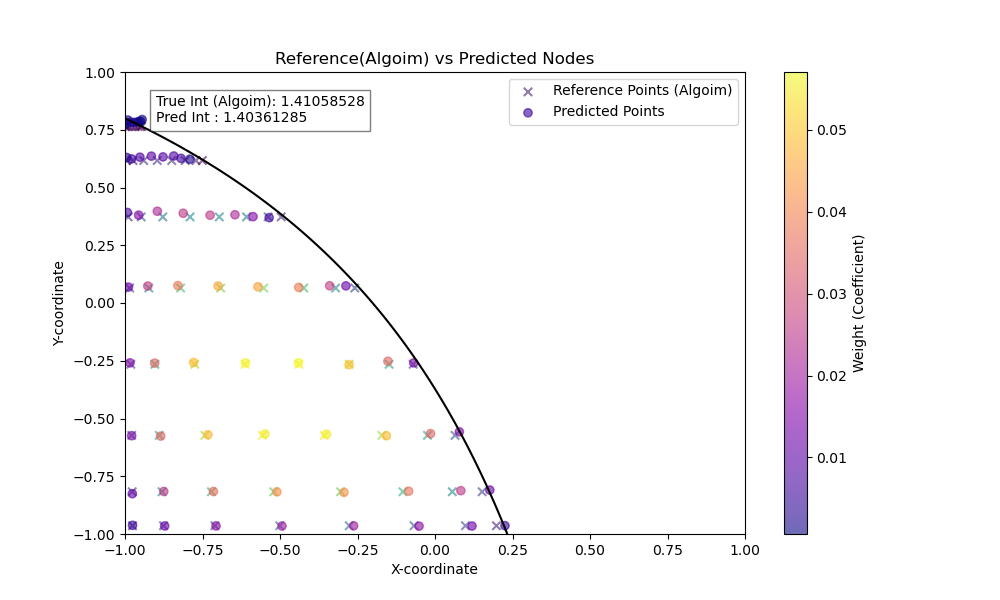 Reference(Algoim) vs Predicted Nodes
True Int (Algoim): 1.41058528
Pred Int : 1.40361285
Reference Points (Algoim)
Predicted Points
1.00
0.75
0.50
0.25
0.00
−0.25
−0.50
−0.75
−1.00
Y-coordinate
−1.00 −0.75 −0.50 −0.25 0.00 0.25 0.50 0.75 1.00
X-coordinate
0.05
0.04
0.03
0.02
0.01
Weight (Coefficient)